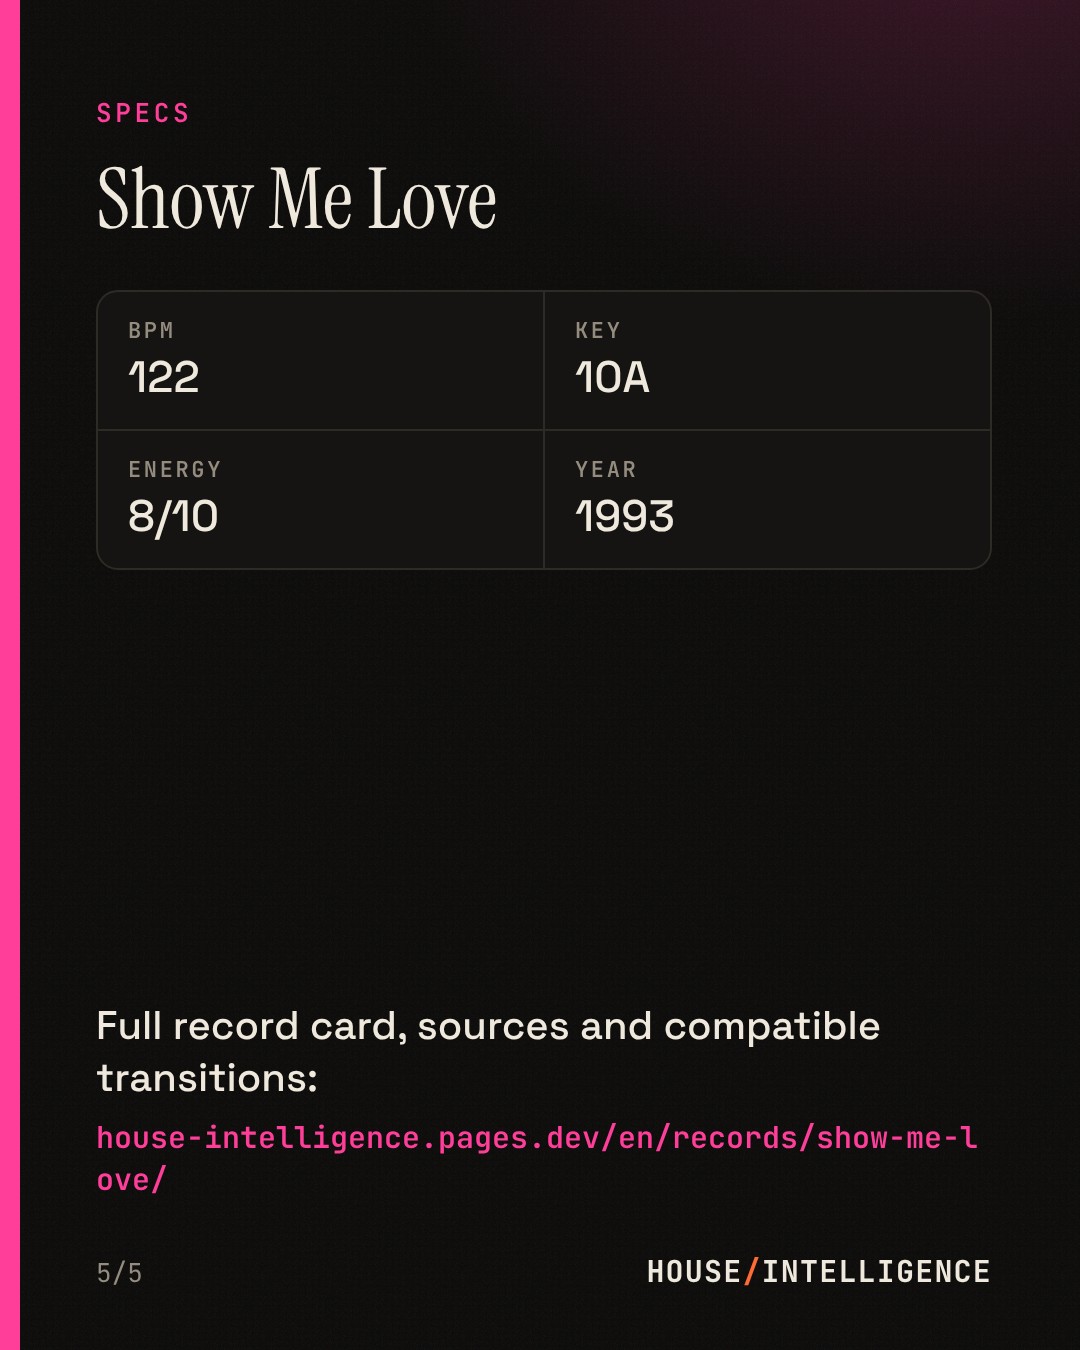 SPECS
Show Me Love
BPM
122
KEY
10A
ENERGY
8/10
YEAR
1993
Full record card, sources and compatible
transitions:
house-intelligence.pages.dev/en/records/show-me-l
ove/
5/5
HOUSE/INTELLIGENCE